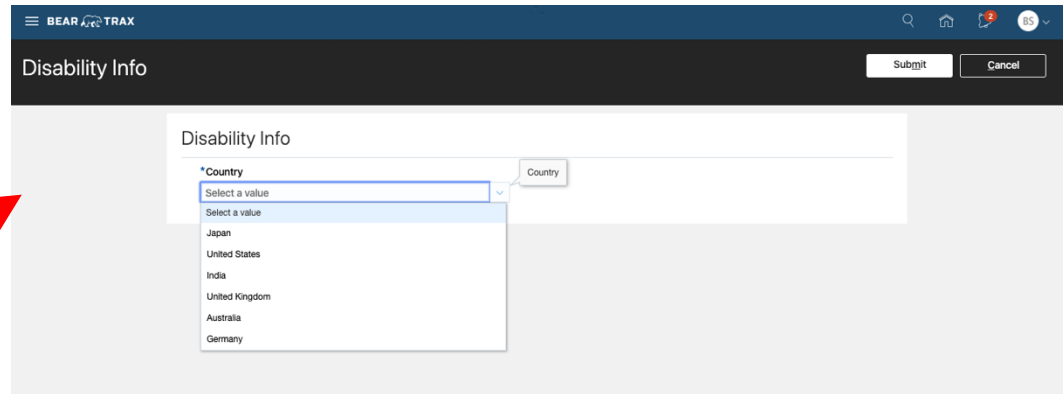 BEAR TRAX
2
BS
Disability Info
Submit
Cancel
Disability Info
*Country
Country
Select a value
Select a value
Japan
United States
India
United Kingdom
Australia
Germany